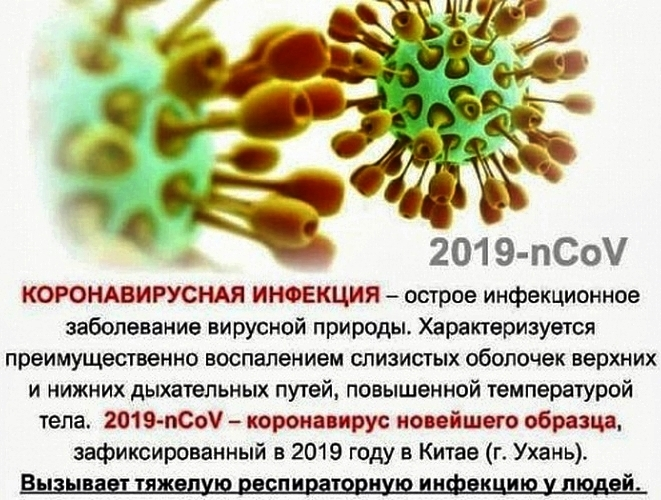 2019-nCoV
КОРОНАВИРУСНАЯ ИНФЕКЦИЯ – острое инфекционное
заболевание вирусной природы. Характеризуется
преимущественно воспалением слизистых оболочек верхних
и нижних дыхательных путей, повышенной температурой
тела. 2019-nCoV – коронавирус новейшего образца,
зафиксированный в 2019 году в Китае (г. Ухань).
Вызывает тяжелую респираторную инфекцию у людей.